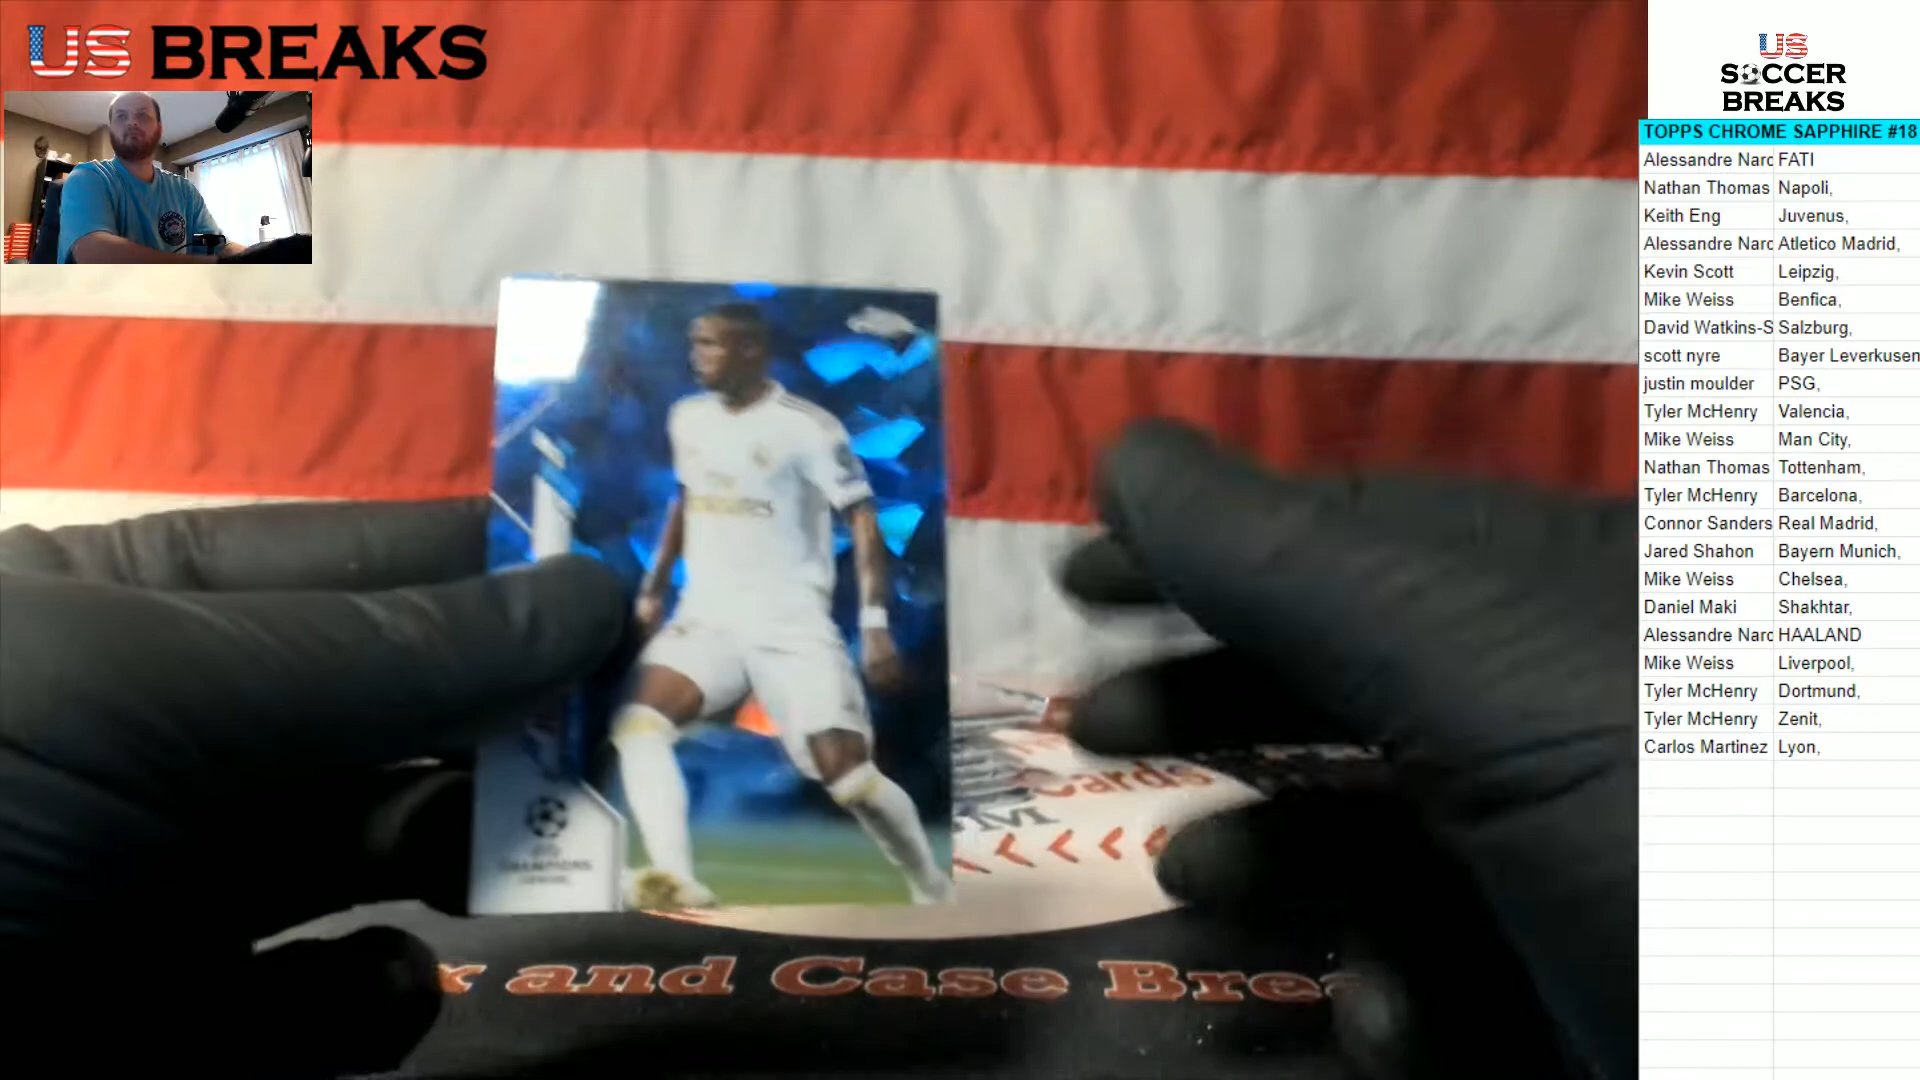 US BREAKS
US
SOCCER
BREAKS
TOPPS CHROME SAPPHIRE #18
Alessandre Narc FATI
Nathan Thomas Napoli,
Keith Eng Juvenus,
Alessandre Narc Atletico Madrid,
Kevin Scott Leipzig,
Mike Weiss Benfica,
David Watkins-S Salzburg,
scott nyre Bayer Leverkusen
justin moulder PSG,
Tyler McHenry Valencia,
Mike Weiss Man City,
Nathan Thomas Tottenham,
Tyler McHenry Barcelona,
Connor Sanders Real Madrid,
Jared Shahon Bayern Munich,
Mike Weiss Chelsea,
Daniel Maki Shakhtar,
Alessandre Narc HAALAND
Mike Weiss Liverpool,
Tyler McHenry Dortmund,
Tyler McHenry Zenit,
Carlos Martinez Lyon,
Cards
CHAMPIONS
and Case